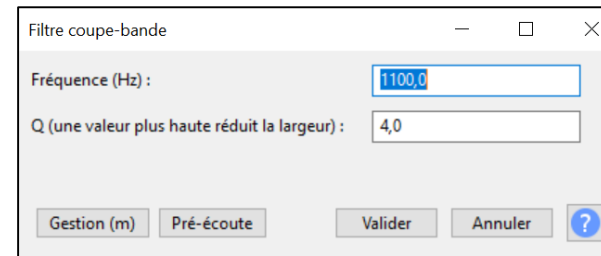 Filtre coupe-bande
Fréquence (Hz) : 1100,0
Q (une valeur plus haute réduit la largeur) : 4,0
Gestion (m) Pré-écoute Valider Annuler ?